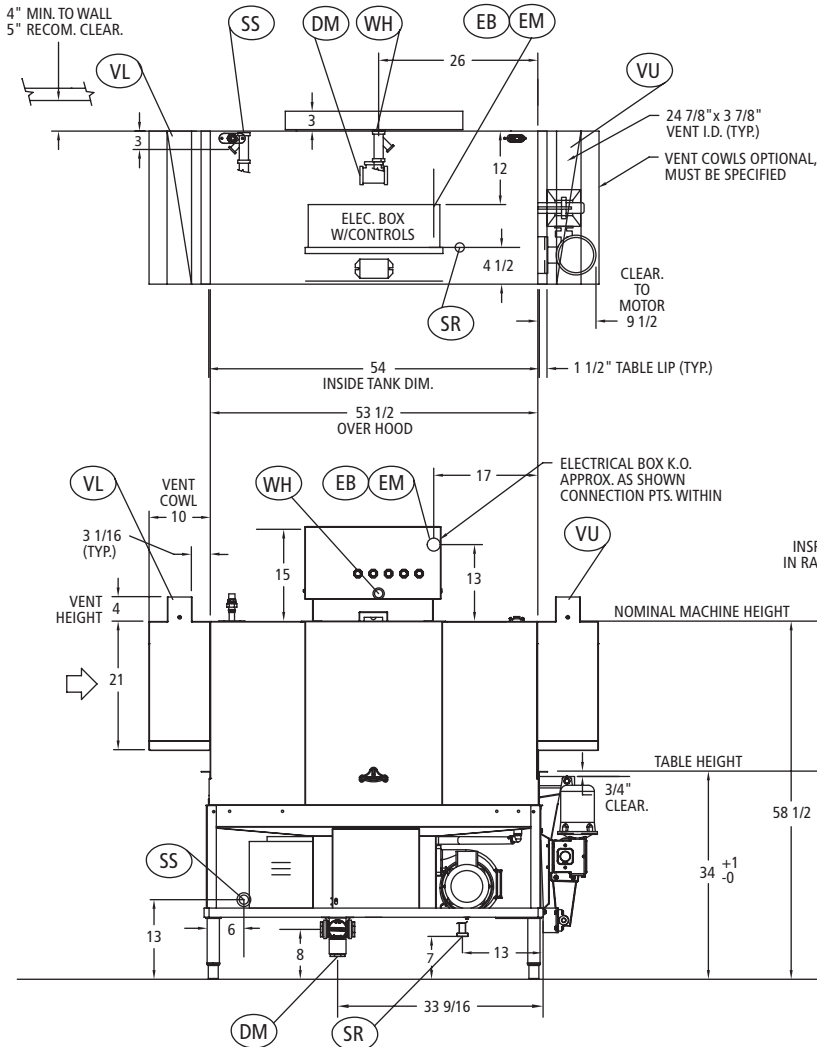 4" MIN. TO WALL
5" RECOM. CLEAR.
SS
DM
WH
EB
EM
26
VL
VU
3
3
24 7/8" x 3 7/8"
VENT I.D. (TYP.)
12
VENT COWLS OPTIONAL,
MUST BE SPECIFIED
ELEC. BOX
W/CONTROLS
4 1/2
SR
CLEAR.
TO
MOTOR
9 1/2
54
INSIDE TANK DIM.
1 1/2" TABLE LIP (TYP.)
53 1/2
OVER HOOD
17
ELECTRICAL BOX K.O.
APPROX. AS SHOWN
CONNECTION PTS. WITHIN
VL
VENT
COWL
10
WH
EB
EM
VU
3 1/16
(TYP.)
15
13
INSP
IN RA
VENT
HEIGHT
4
NOMINAL MACHINE HEIGHT
21
TABLE HEIGHT
3/4"
CLEAR.
58 1/2
34 +1
-0
SS
13
6
8
7
13
33 9/16
DM
SR